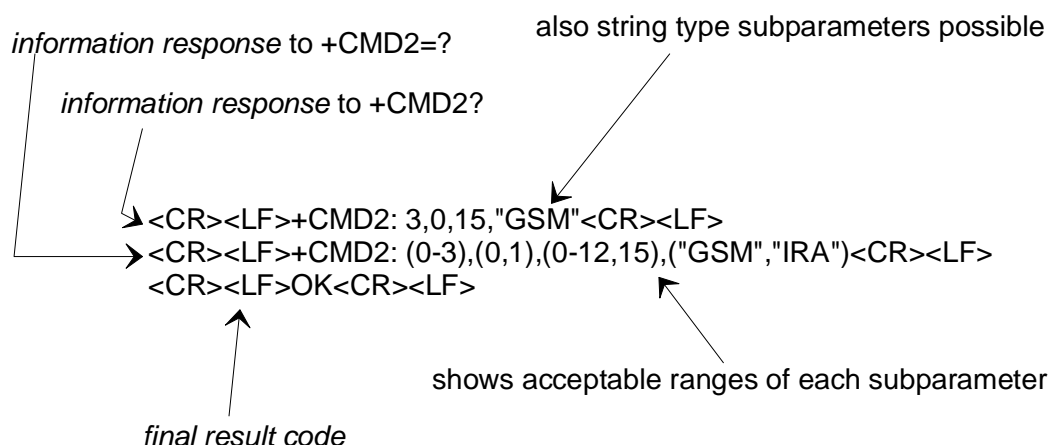 also string type subparameters possible
information response to +CMD2=?
information response to +CMD2?
<CR><LF>+CMD2: 3,0,15,"GSM"<CR><LF>
<CR><LF>+CMD2: (0-3),(0,1),(0-12,15),("GSM","IRA")<CR><LF>
<CR><LF>OK<CR><LF>
shows acceptable ranges of each subparameter
final result code